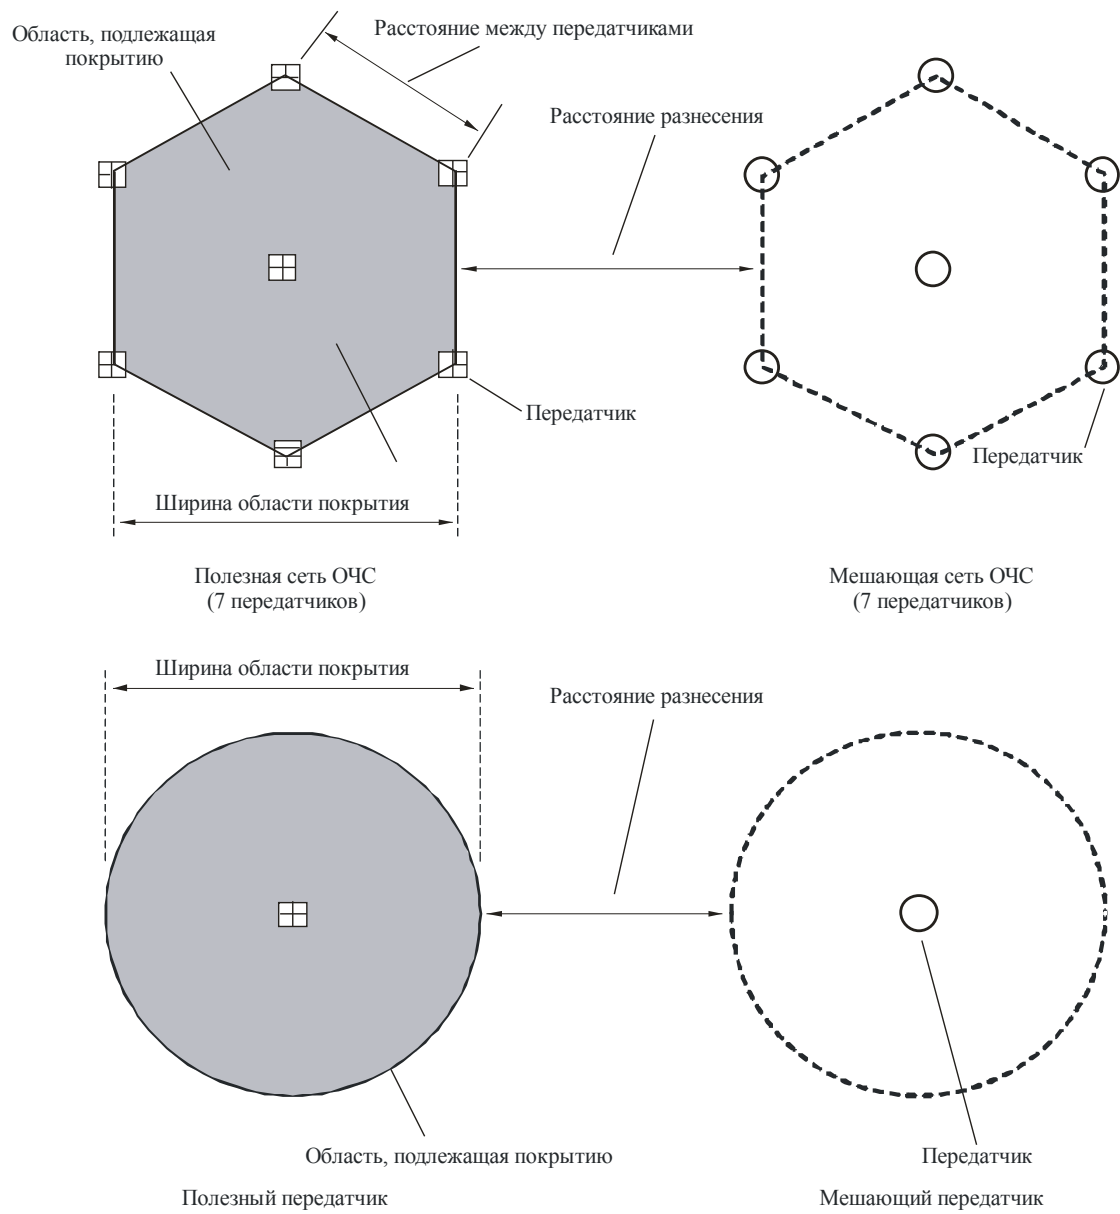 Область, подлежащая
покрытию
Расстояние между передатчиками
Расстояние разнесения
Передатчик
Передатчик
Ширина области покрытия
Полезная сеть ОЧС
(7 передатчиков)
Мешающая сеть ОЧС
(7 передатчиков)
Ширина области покрытия
Расстояние разнесения
Область, подлежащая покрытию
Передатчик
Полезный передатчик
Мешающий передатчик